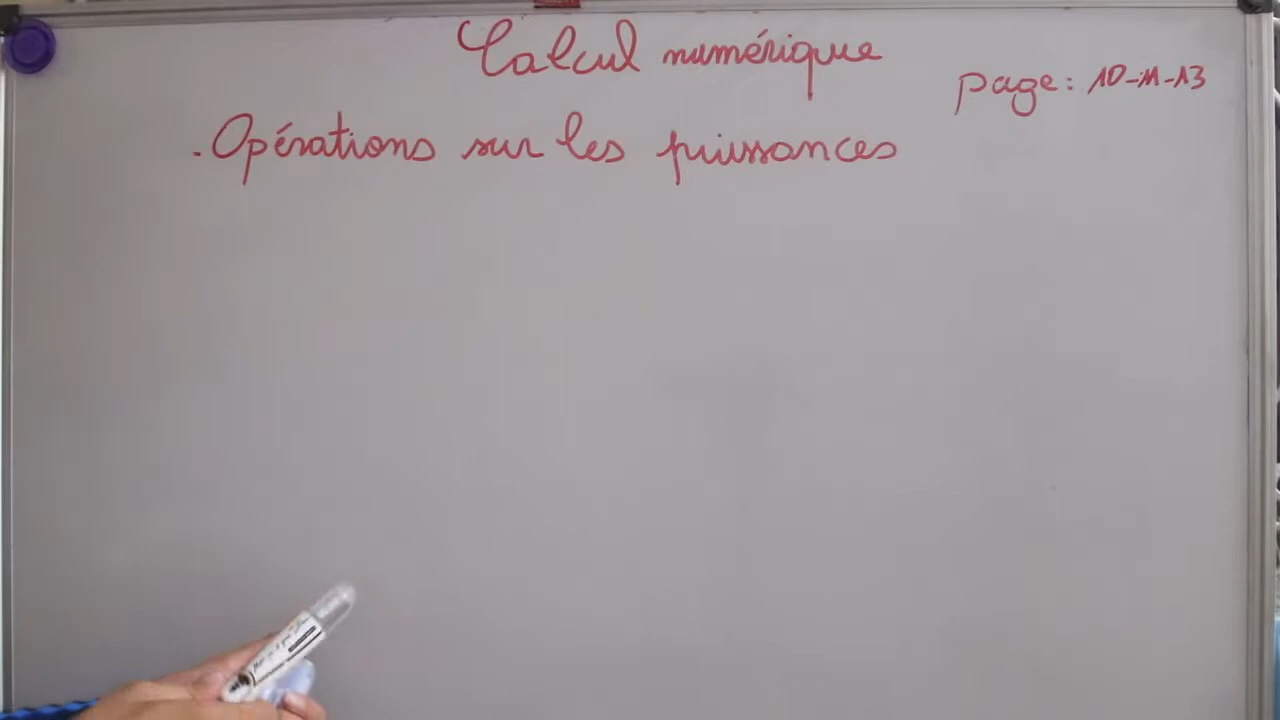 Calcul numérique
page: 10-11-13
. Opérations sur les puissances